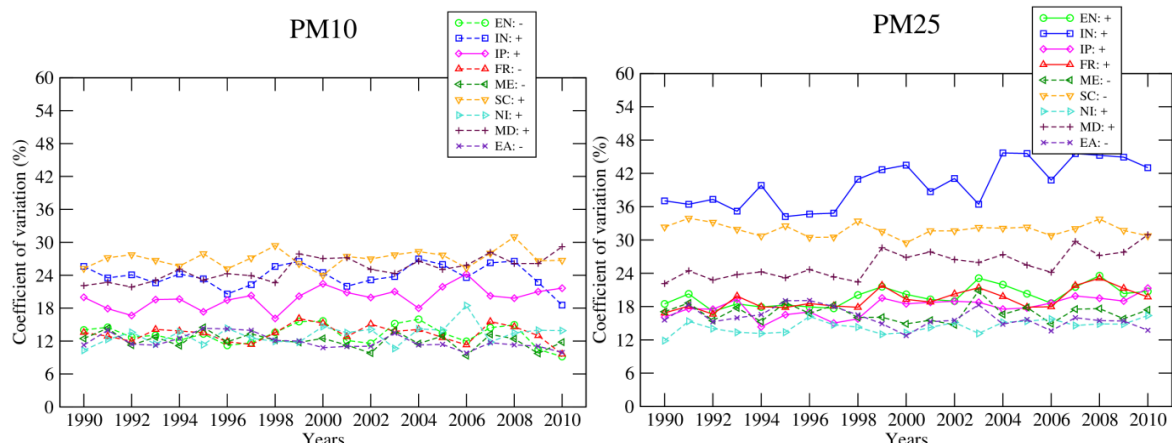 PM10
EN: -
IN: +
IP: +
FR: -
ME: -
SC: +
NI: +
MD: +
EA: -
Coefficient of variation (%)
60
54
48
42
36
30
24
18
12
6
0
1990 1992 1994 1996 1998 2000 2002 2004 2006 2008 2010
Years
PM25
EN: +
IN: +
IP: +
FR: +
ME: -
SC: -
NI: +
MD: +
EA: -
Coefficient of variation (%)
60
54
48
42
36
30
24
18
12
6
0
1990 1992 1994 1996 1998 2000 2002 2004 2006 2008 2010
Years